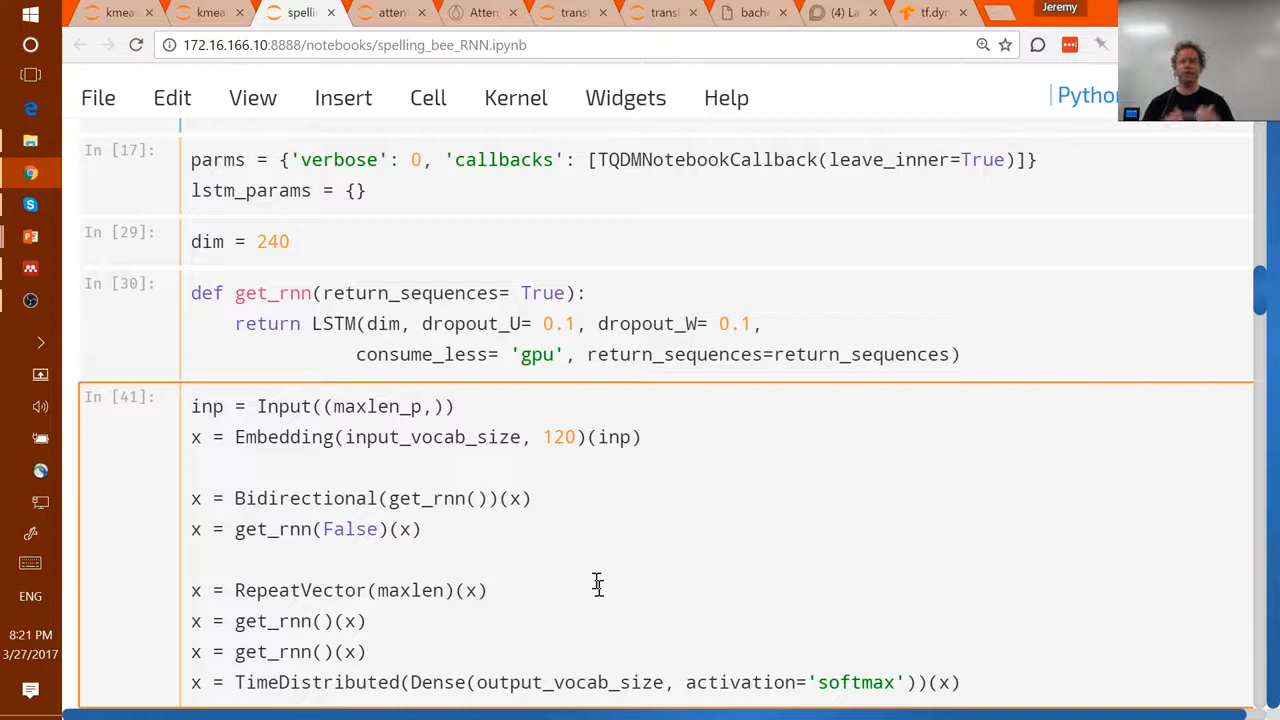 kmea
kmea
spelli
atten
Atten
transl
transl
bache
(4) La
tf.dyn
Jeremy
172.16.166.10:8888/notebooks/spelling_bee_RNN.ipynb
File Edit View Insert Cell Kernel Widgets Help
Pytho
In [17]:
parms = {'verbose': 0, 'callbacks': [TQDMNotebookCallback(leave_inner=True)]}
lstm_params = {}
In [29]:
dim = 240
In [30]:
def get_rnn(return_sequences= True):
return LSTM(dim, dropout_U= 0.1, dropout_W= 0.1,
consume_less= 'gpu', return_sequences=return_sequences)
In [41]:
inp = Input((maxlen_p,))
x = Embedding(input_vocab_size, 120)(inp)
x = Bidirectional(get_rnn())(x)
x = get_rnn(False)(x)
x = RepeatVector(maxlen)(x)
x = get_rnn()(x)
x = get_rnn()(x)
x = TimeDistributed(Dense(output_vocab_size, activation='softmax'))(x)
ENG
8:21 PM
3/27/2017